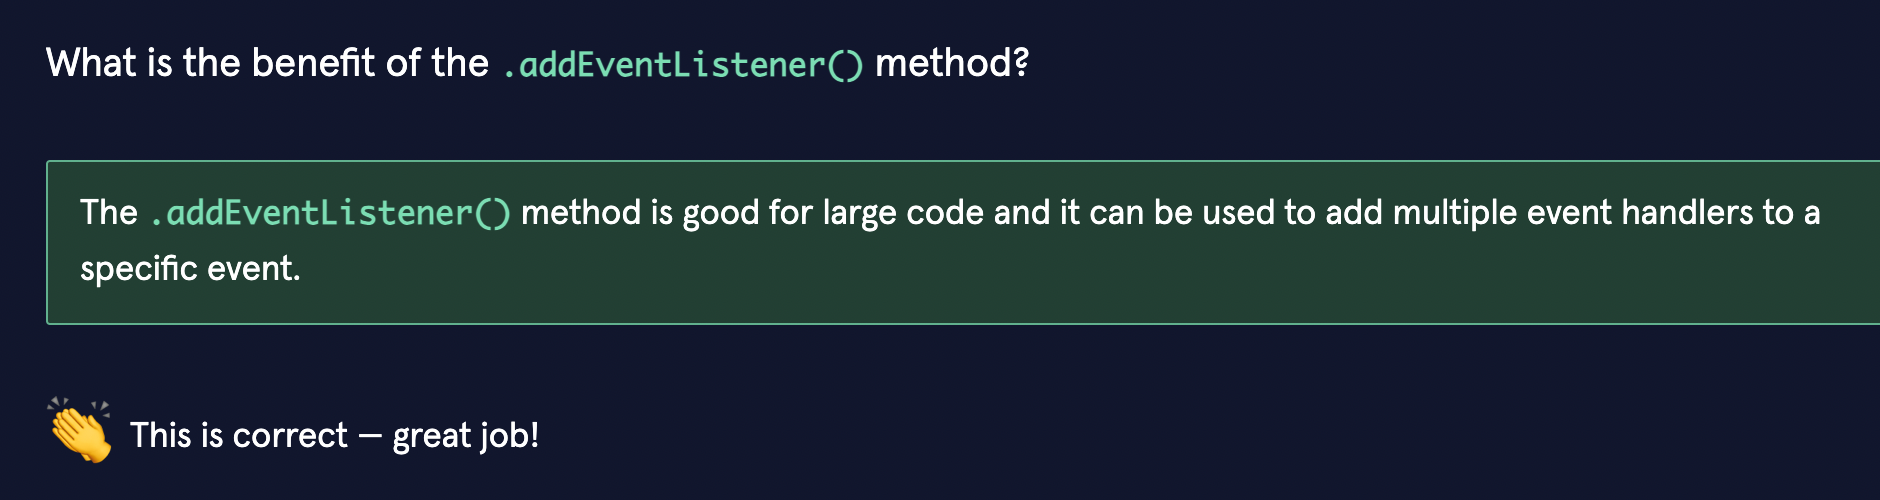 What is the benefit of the .addEventListener() method?
The .addEventListener() method is good for large code and it can be used to add multiple event handlers to a
specific event.
This is correct — great job!